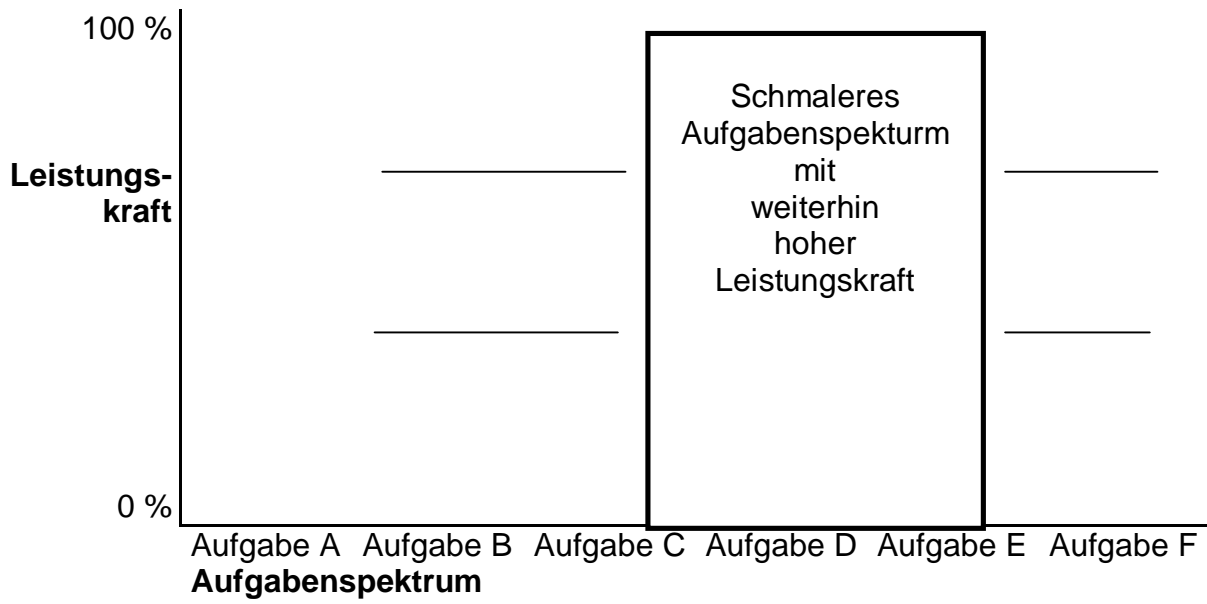 100 %
Schmaleres
Aufgabenspekturm
mit
weiterhin
hoher
Leistungskraft
Leistungs-
kraft
0 %
Aufgabe A Aufgabe B Aufgabe C Aufgabe D Aufgabe E Aufgabe F
Aufgabenspektrum